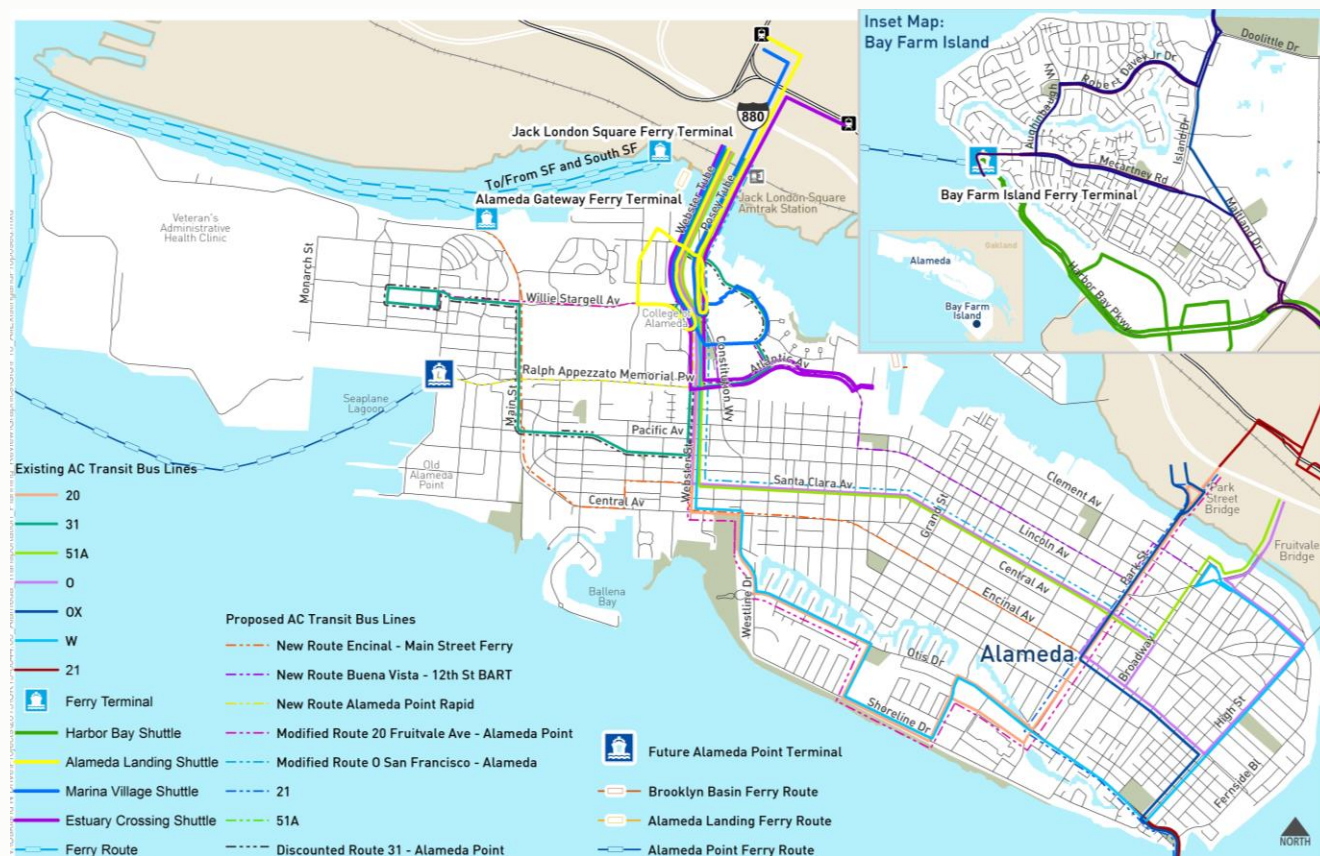 Inset Map:
Bay Farm Island
Doolittle Dr
Robert Davey Jr Dr
Aughinbaugh Wy
Island Dr
Mecartney Rd
Maitland Dr
Bay Farm Island Ferry Terminal
Harbor Bay Pkwy
Oakland
Alameda
Bay Farm
Island
880
Jack London Square Ferry Terminal
To/From SF and South SF
Alameda Gateway Ferry Terminal
Webster Tube
Posey Tube
Jack London Square
Amtrak Station
Veteran's
Administrative
Health Clinic
Monarch St
Willie Stargell Av
College of
Alameda
Constitution Wy
Ralph Appezzato Memorial Pw
Atlantic Av
Seaplane
Lagoon
Main St
Pacific Av
Webster St
Old
Alameda
Point
Central Av
Santa Clara Av
Grand St
Clement Av
Lincoln Av
Central Av
Encinal Av
Park St
Park
Street
Bridge
Fruitvale
Bridge
Ballena
Bay
Westline Dr
Otis Dr
Alameda
Broadway
High St
Shoreline Dr
Fernside Bl
Existing AC Transit Bus Lines
20
31
51A
O
OX
W
21
Ferry Terminal
Harbor Bay Shuttle
Alameda Landing Shuttle
Marina Village Shuttle
Estuary Crossing Shuttle
Ferry Route
Proposed AC Transit Bus Lines
New Route Encinal - Main Street Ferry
New Route Buena Vista - 12th St BART
New Route Alameda Point Rapid
Modified Route 20 Fruitvale Ave - Alameda Point
Modified Route O San Francisco - Alameda
21
51A
Discounted Route 31 - Alameda Point
Future Alameda Point Terminal
Brooklyn Basin Ferry Route
Alameda Landing Ferry Route
Alameda Point Ferry Route
NORTH